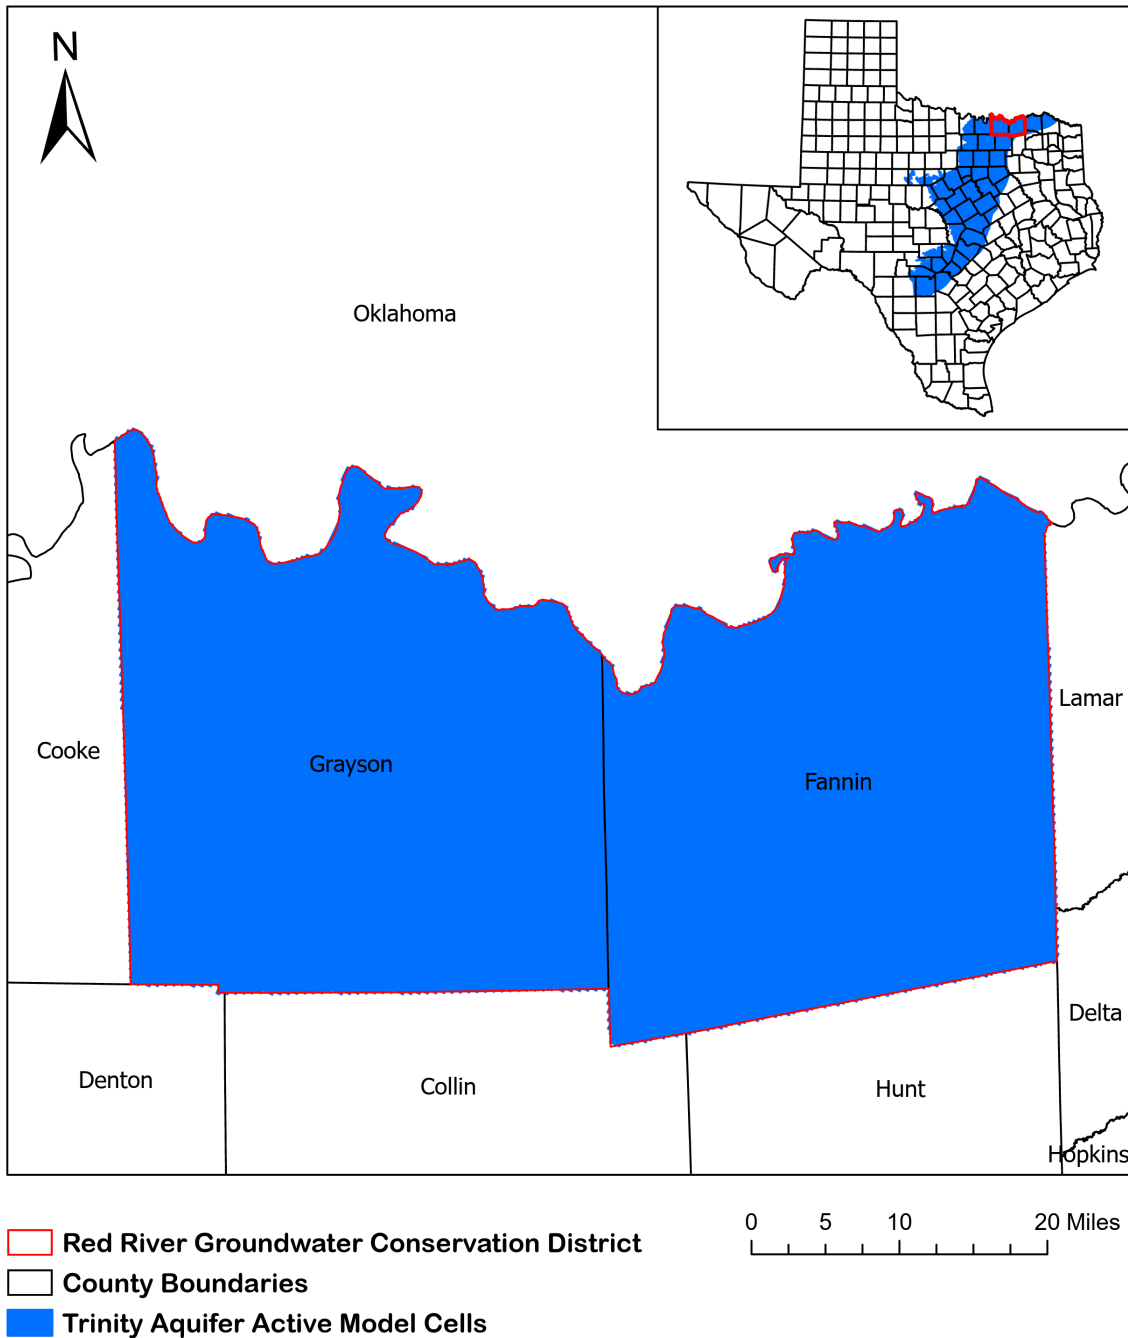 N
Oklahoma
Lamar
Cooke
Grayson
Fannin
Delta
Denton
Collin
Hunt
Hopkins
0 5 10 20 Miles
Red River Groundwater Conservation District
County Boundaries
Trinity Aquifer Active Model Cells